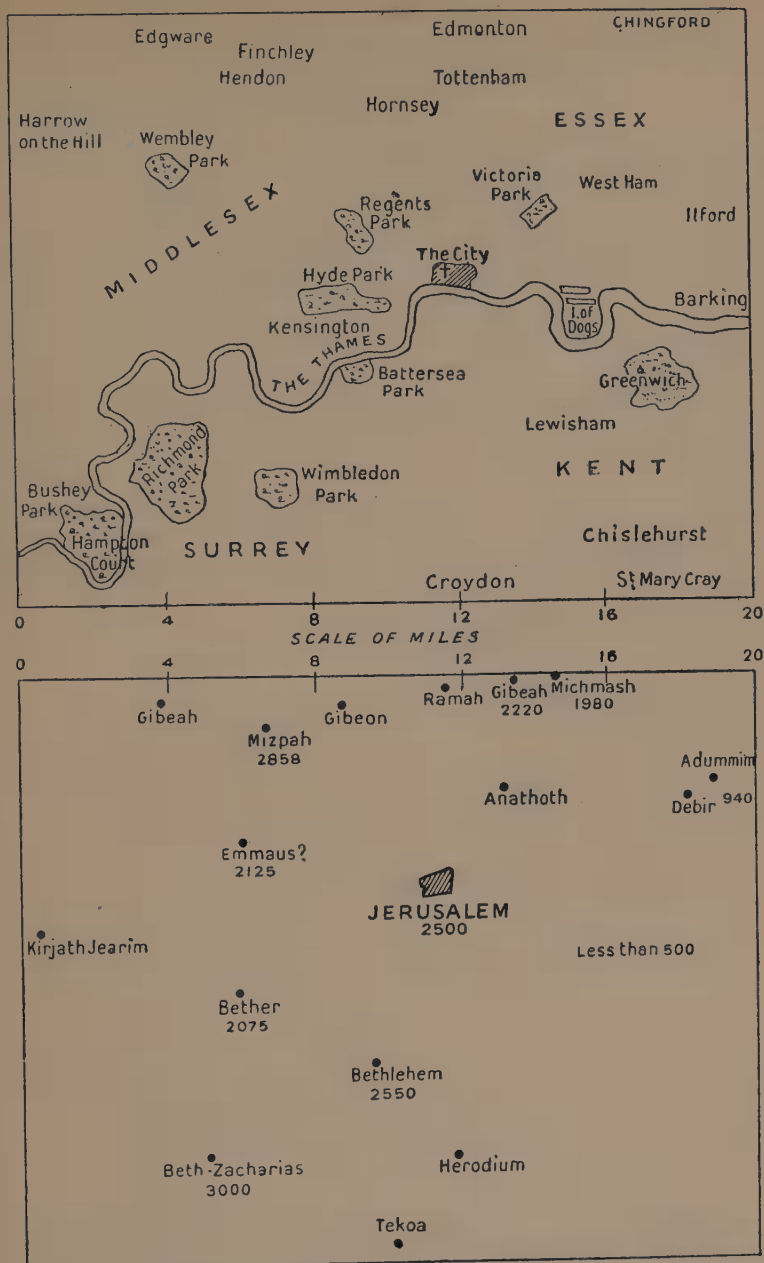 Edgware
Finchley
Hendon
Edmonton
CHINGFORD
Tottenham
Hornsey
Harrow
on the Hill
Wembley
Park
ESSEX
MIDDLESEX
Regents
Park
Victoria
Park
West Ham
Ilford
The City
Hyde Park
Kensington
THE THAMES
I. of
Dogs
Barking
Battersea
Park
Greenwich
Lewisham
KENT
Richmond
Park
Wimbledon
Park
Bushey
Park
Hampton
Court
SURREY
Chislehurst
Croydon
St. Mary Cray
0 4 8 12 16 20
SCALE OF MILES
0 4 8 12 16 20
Gibeah
Mizpah
2858
Gibeon
Ramah
Gibeah
2220
Michmash
1980
Adummim
Debir 940
Anathoth
Emmaus?
2125
JERUSALEM
2500
Kirjath Jearim
Less than 500
Bether
2075
Bethlehem
2550
Beth-Zacharias
3000
Herodium
Tekoa